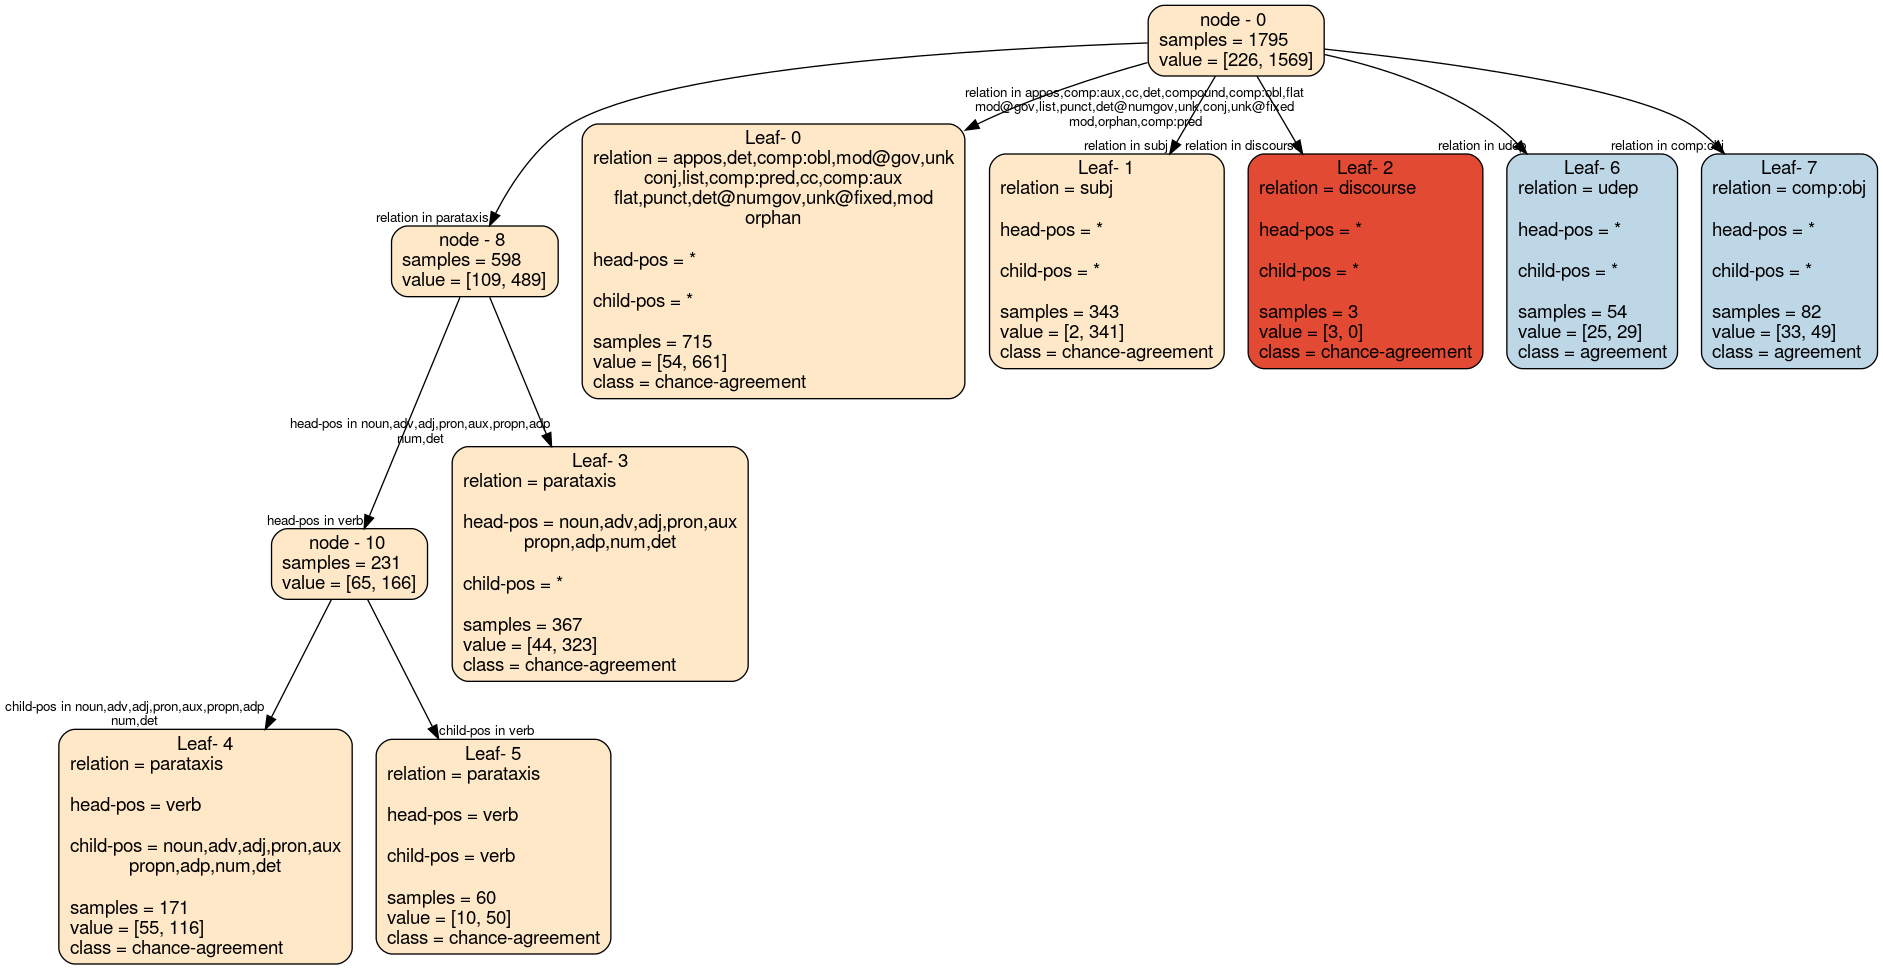 node - 0
samples = 1795
value = [226, 1569]
relation in appos,comp:aux,cc,det,compound,comp:obl,flat
mod@gov,list,punct,det@numgov,unk,conj,unk@fixed
mod,orphan,comp:pred
relation in subj
relation in discourse
relation in udep
relation in comp:obj
relation in parataxis
node - 8
samples = 598
value = [109, 489]
Leaf- 0
relation = appos,det,comp:obl,mod@gov,unk
conj,list,comp:pred,cc,comp:aux
flat,punct,det@numgov,unk@fixed,mod
orphan
head-pos = *
child-pos = *
samples = 715
value = [54, 661]
class = chance-agreement
Leaf- 1
relation = subj
head-pos = *
child-pos = *
samples = 343
value = [2, 341]
class = chance-agreement
Leaf- 2
relation = discourse
head-pos = *
child-pos = *
samples = 3
value = [3, 0]
class = chance-agreement
Leaf- 6
relation = udep
head-pos = *
child-pos = *
samples = 54
value = [25, 29]
class = agreement
Leaf- 7
relation = comp:obj
head-pos = *
child-pos = *
samples = 82
value = [33, 49]
class = agreement
head-pos in noun,adv,adj,pron,aux,propn,adp
num,det
head-pos in verb
node - 10
samples = 231
value = [65, 166]
Leaf- 3
relation = parataxis
head-pos = noun,adv,adj,pron,aux
propn,adp,num,det
child-pos = *
samples = 367
value = [44, 323]
class = chance-agreement
child-pos in noun,adv,adj,pron,aux,propn,adp
num,det
child-pos in verb
Leaf- 4
relation = parataxis
head-pos = verb
child-pos = noun,adv,adj,pron,aux
propn,adp,num,det
samples = 171
value = [55, 116]
class = chance-agreement
Leaf- 5
relation = parataxis
head-pos = verb
child-pos = verb
samples = 60
value = [10, 50]
class = chance-agreement